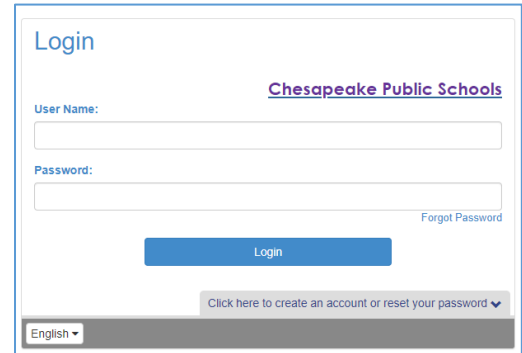 Login
Chesapeake Public Schools
User Name:
Password:
Forgot Password
Login
Click here to create an account or reset your password
English